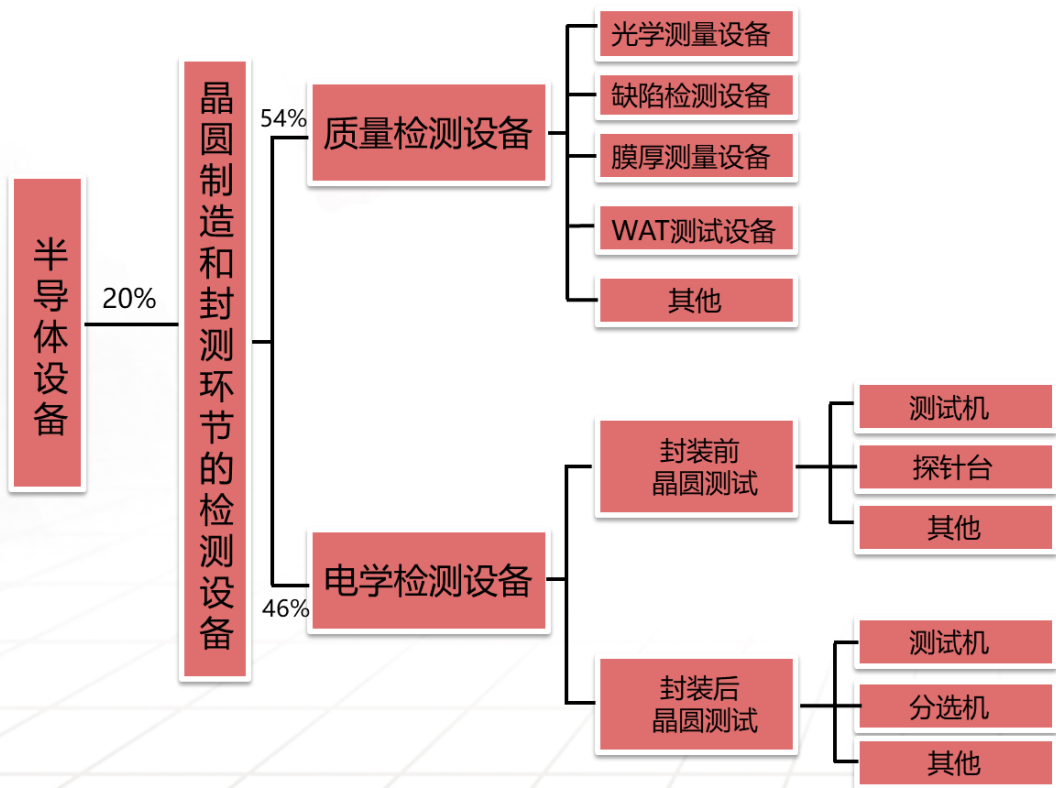 半导体设备
20%
晶圆制造和封测环节的检测设备
54%
质量检测设备
光学测量设备
缺陷检测设备
膜厚测量设备
WAT测试设备
其他
46%
电学检测设备
封装前
晶圆测试
测试机
探针台
其他
封装后
晶圆测试
测试机
分选机
其他